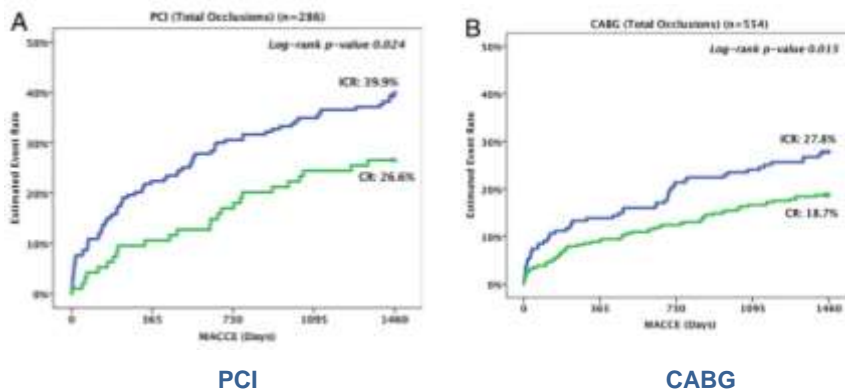 A
PCI (Total Occlusions) (n=286)
Log-rank p-value 0.024
ICR: 39.9%
CR: 26.6%
Estimated Event Rate
50%
40%
30%
20%
10%
0%
0 365 730 1095 1460
MACCE (Days)
PCI
B
CABG (Total Occlusions) (n=554)
Log-rank p-value 0.015
ICR: 27.8%
CR: 18.7%
Estimated Event Rate
50%
40%
30%
20%
10%
0%
0 365 730 1095 1460
MACCE (Days)
CABG